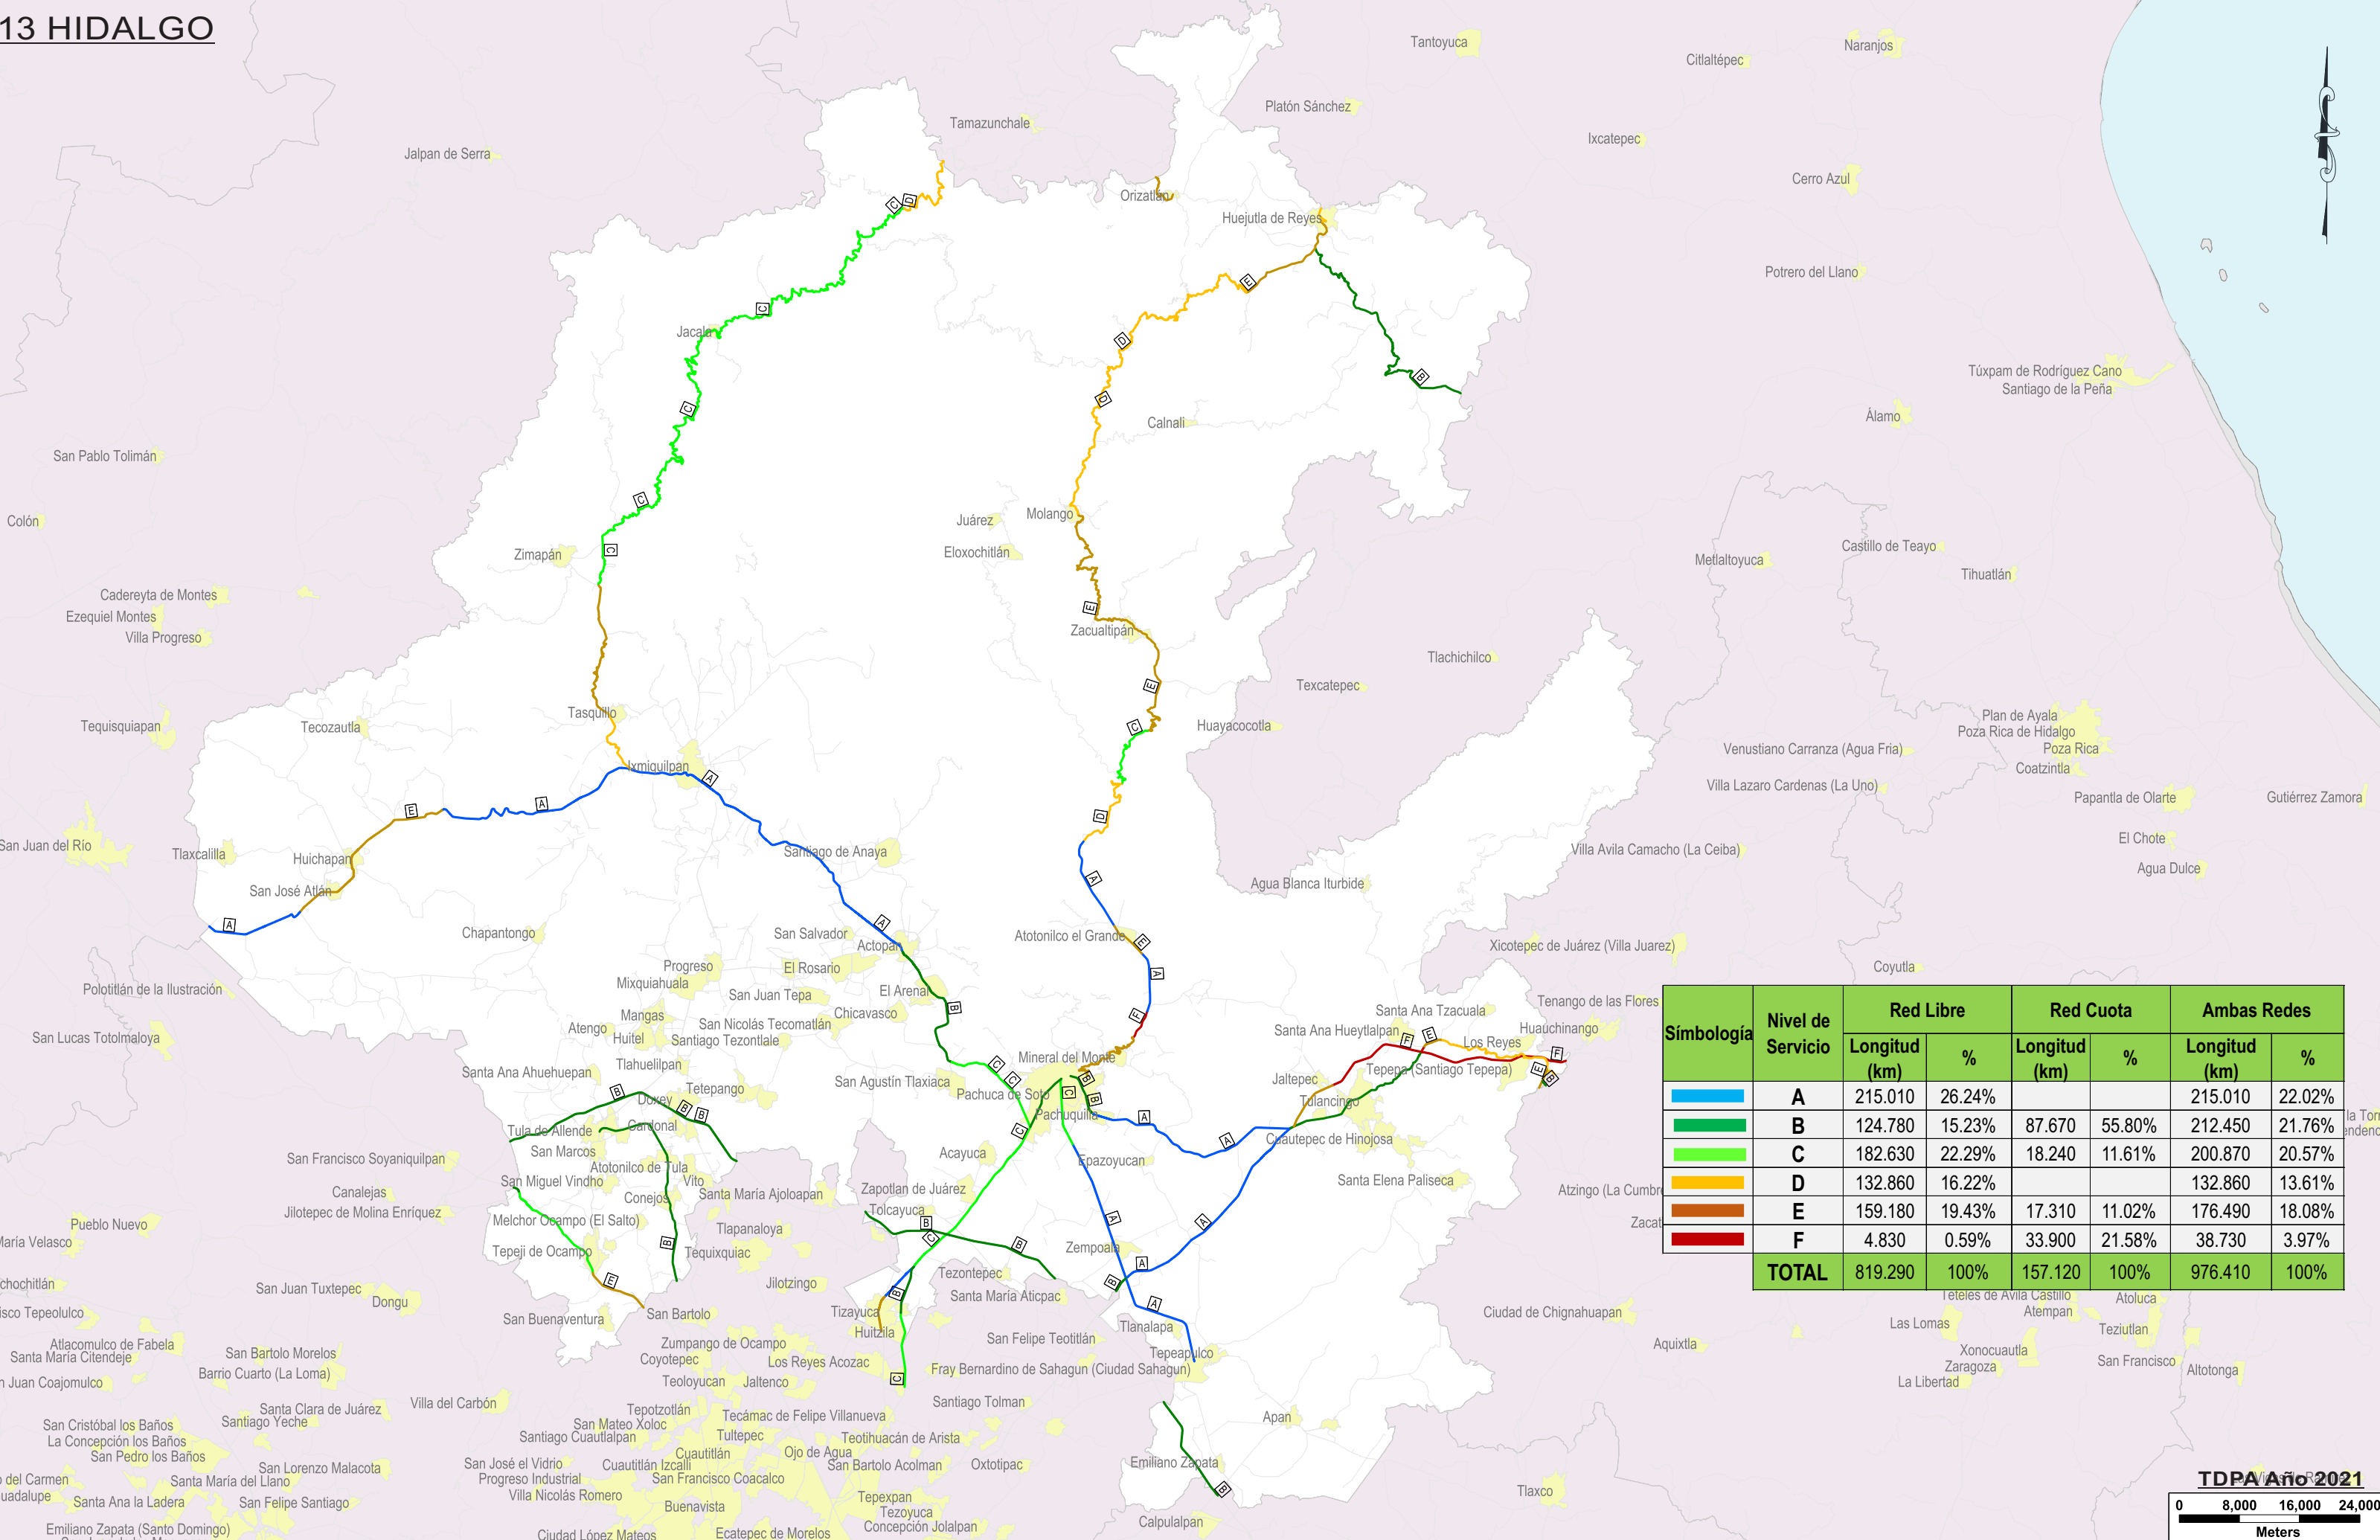 13 HIDALGO
Tantoyuca
Naranjos
Citlaltépec
Platón Sánchez
Tamazunchale
Ixcatepec
Jalpan de Serra
Cerro Azul
Orizatlán
Huejutla de Reyes
C
D
Potrero del Llano
E
C
Jacala
D
Túxpam de Rodríguez Cano
Santiago de la Peña
B
D
C
Álamo
Calnali
San Pablo Tolimán
C
Molango
Juárez
Colón
Eloxochitlán
Zimapán
C
Castillo de Teayo
Metlaltoyuca
Tihuatlán
Cadereyta de Montes
Ezequiel Montes
E
Villa Progreso
Zacualtipán
Tlachichilco
Texcatepec
E
Tasquillo
Plan de Ayala
Tequisquiapan
Tecozautla
C
Huayacocotla
Poza Rica de Hidalgo
Venustiano Carranza (Agua Fria)
Poza Rica
Ixmiquilpan
A
Coatzintla
Villa Lazaro Cardenas (La Uno)
Papantla de Olarte
Gutiérrez Zamora
E
A
D
El Chote
San Juan del Río
Tlaxcalilla
Huichapan
Santiago de Anaya
Villa Avila Camacho (La Ceiba)
Agua Dulce
San José Atlán
A
Agua Blanca Iturbide
A
A
Chapantongo
San Salvador
Actopan
Atotonilco el Grande
E
Xicotepec de Juárez (Villa Juarez)
Progreso
El Rosario
A
Coyutla
Mixquiahuala
Polotitlán de la Ilustración
San Juan Tepa
El Arenal
Tenango de las Flores
B
Chicavasco
Santa Ana Tzacuala
Mangas
San Nicolás Tecomatlán
F
Atengo
Santa Ana Hueytlalpan
Huauchinango
San Lucas Totolmaloya
Huitel
Santiago Tezontlale
F
E
Los Reyes
F
Mineral del Monte
Tlahuelilpan
C
Santa Ana Ahuehuepan
Tepepa (Santiago Tepepa)
E
San Agustín Tlaxiaca
C
B
Jaltepec
B
Tetepango
B
Pachuca de Soto
C
Doxey
B
Tulancingo
B
B
Pachuquilla
A
Tula de Allende
Cardonal
C
Cuautepec de Hinojosa
A
San Marcos
Acayuca
San Francisco Soyaniquilpan
Atotonilco de Tula
Epazoyucan
San Miguel Vindho
Vito
Santa Elena Paliseca
Canalejas
Conejos
Santa María Ajoloapan
Zapotlan de Juárez
Jilotepec de Molina Enríquez
Tolcayuca
Pueblo Nuevo
Melchor Ocampo (El Salto)
Tlapanaloya
B
A
A
C
B
B
Zempoala
Tepeji de Ocampo
Tequixquiac
A
Tezontepec
E
Jilotzingo
B
San Juan Tuxtepec
Dongu
B
Santa María Aticpac
A
Tizayuca
San Buenaventura
San Bartolo
Huitzila
Tlanalapa
Ciudad de Chignahuapan
Atlacomulco de Fabela
Zumpango de Ocampo
San Felipe Teotitlán
Aquixtla
Santa María Citendeje
San Bartolo Morelos
Coyotepec
Los Reyes Acozac
Tepeapulco
Barrio Cuarto (La Loma)
Fray Bernardino de Sahagun (Ciudad Sahagun)
C
Teoloyucan
Jaltenco
Villa del Carbón
Santiago Tolman
Santa Clara de Juárez
Tepotzotlán
Tecámac de Felipe Villanueva
Apan
San Cristóbal los Baños
Santiago Yeche
San Mateo Xoloc
Santiago Cuautlalpan
Tultepec
Teotihuacán de Arista
La Concepción los Baños
San Pedro los Baños
Cuautitlán
Ojo de Agua
Emiliano Zapata
San José el Vidrio
Cuautitlán Izcalli
San Bartolo Acolman
Oxtotipac
San Lorenzo Malacota
Progreso Industrial
San Francisco Coacalco
Santa María del Llano
B
Villa Nicolás Romero
Tepexpan
Tlaxco
Santa Ana la Ladera
San Felipe Santiago
Buenavista
Tezoyuca
Calpulalpan
Emiliano Zapata (Santo Domingo)
Ciudad López Mateos
Ecatepec de Morelos
Concepción Jolalpan
Símbología Nivel de Servicio Red Libre Red Cuota Ambas Redes
Longitud (km) % Longitud (km) % Longitud (km) %
A 215.010 26.24% 215.010 22.02%
B 124.780 15.23% 87.670 55.80% 212.450 21.76%
C 182.630 22.29% 18.240 11.61% 200.870 20.57%
D 132.860 16.22% 132.860 13.61%
E 159.180 19.43% 17.310 11.02% 176.490 18.08%
F 4.830 0.59% 33.900 21.58% 38.730 3.97%
TOTAL 819.290 100% 157.120 100% 976.410 100%
Teteles de Avila Castillo
Atoluca
Atempan
Las Lomas
Teziutlan
Xonocuautla
San Francisco
Zaragoza
Altotonga
La Libertad
TDPA Año 2021
0 8,000 16,000 24,000
Meters